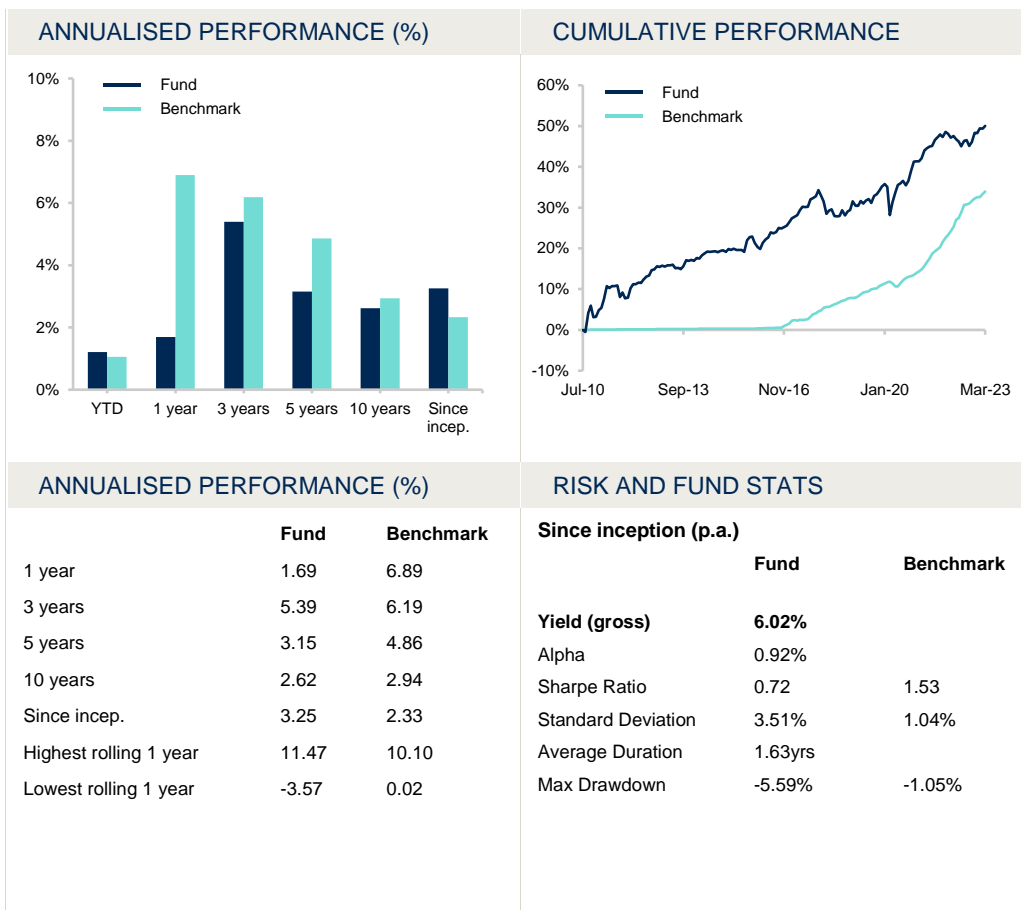 ANNUALISED PERFORMANCE (%)
Fund
Benchmark
10%
8%
6%
4%
2%
0%
YTD 1 year 3 years 5 years 10 years Since
incep.
CUMULATIVE PERFORMANCE
Fund
Benchmark
60%
50%
40%
30%
20%
10%
0%
-10%
Jul-10 Sep-13 Nov-16 Jan-20 Mar-23
ANNUALISED PERFORMANCE (%)
Fund Benchmark
1 year 1.69 6.89
3 years 5.39 6.19
5 years 3.15 4.86
10 years 2.62 2.94
Since incep. 3.25 2.33
Highest rolling 1 year 11.47 10.10
Lowest rolling 1 year -3.57 0.02
RISK AND FUND STATS
Since inception (p.a.)
Fund Benchmark
Yield (gross) 6.02%
Alpha 0.92%
Sharpe Ratio 0.72 1.53
Standard Deviation 3.51% 1.04%
Average Duration 1.63yrs
Max Drawdown -5.59% -1.05%